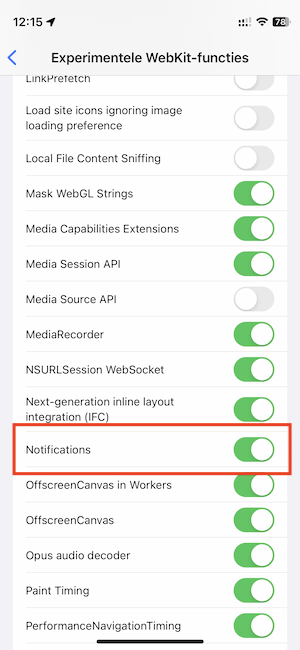 12:15
78
Experimentele WebKit-functies
LinkPrefetch
Load site icons ignoring image
loading preference
Local File Content Sniffing
Mask WebGL Strings
Media Capabilities Extensions
Media Session API
Media Source API
MediaRecorder
NSURLSession WebSocket
Next-generation inline layout
integration (IFC)
Notifications
OffscreenCanvas in Workers
OffscreenCanvas
Opus audio decoder
Paint Timing
PerformanceNavigationTiming